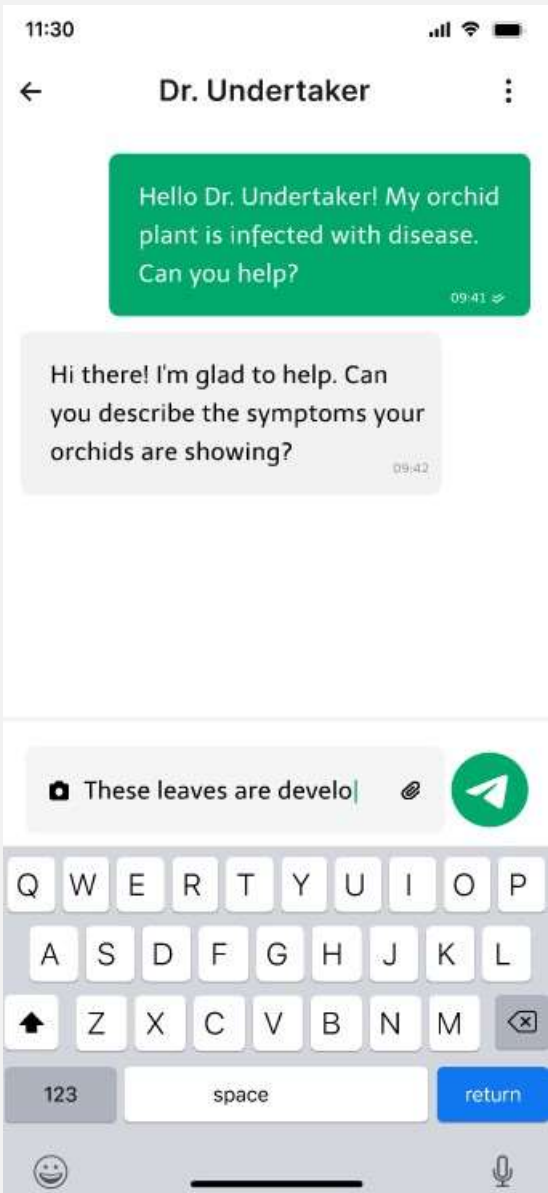 11:30
Dr. Undertaker
Hello Dr. Undertaker! My orchid
plant is infected with disease.
Can you help?
09:41
Hi there! I'm glad to help. Can
you describe the symptoms your
orchids are showing?
09:42
These leaves are develo
Q W E R T Y U I O P
A S D F G H J K L
Z X C V B N M
123 space return